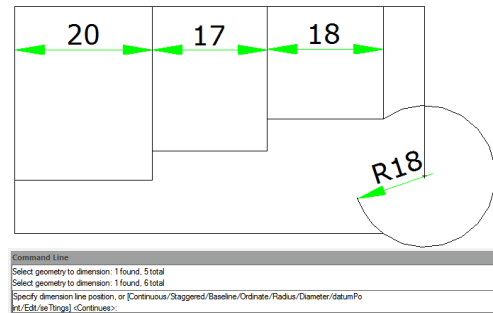 20 17 18
R18
Command Line
Select geometry to dimension: 1 found, 5 total
Select geometry to dimension: 1 found, 6 total
Specify dimension line position, or [Continuous/Staggered/Baseline/Ordinate/Radius/Diameter/datumPo
int/Edit/seTtings] <Continues>: